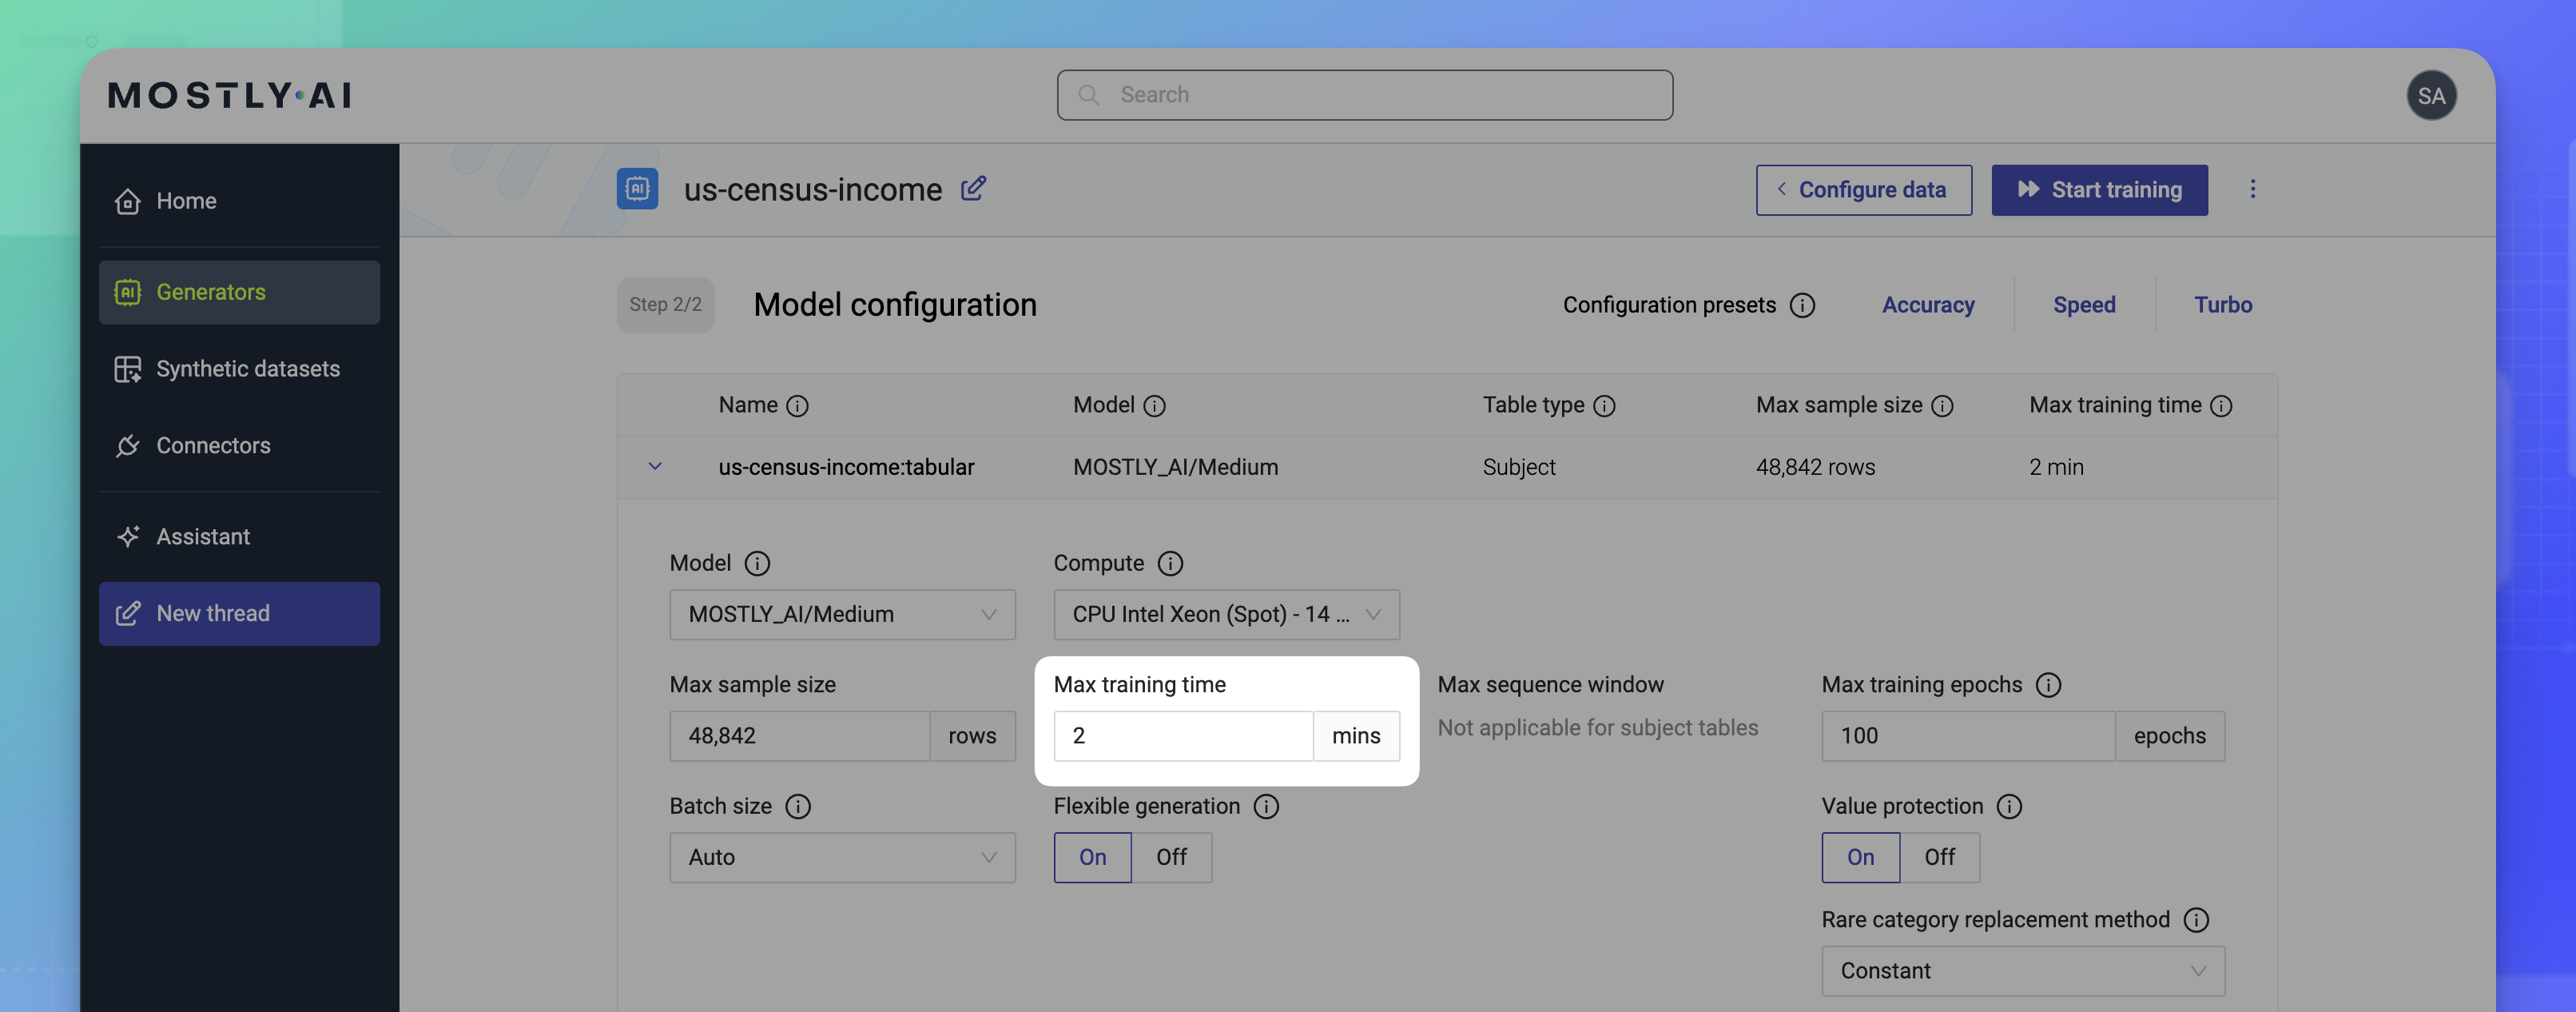 MOSTLY·AI
Search
SA
Home
Generators
Synthetic datasets
Connectors
Assistant
New thread
AI
us-census-income
Configure data
Start training
Step 2/2
Model configuration
Configuration presets
Accuracy
Speed
Turbo
Name
Model
Table type
Max sample size
Max training time
us-census-income:tabular
MOSTLY_AI/Medium
Subject
48,842 rows
2 min
Model
Compute
MOSTLY_AI/Medium
CPU Intel Xeon (Spot) - 14 ...
Max sample size
Max training time
Max sequence window
Max training epochs
48,842 rows
2 mins
Not applicable for subject tables
100 epochs
Batch size
Flexible generation
Value protection
Auto
On Off
On Off
Rare category replacement method
Constant